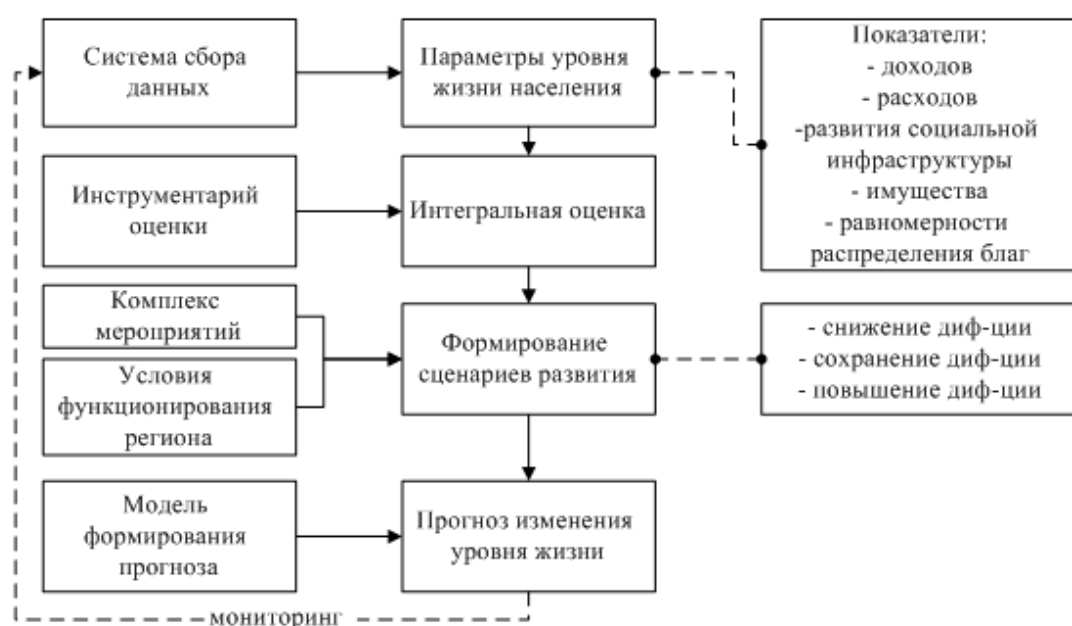 Система сбора
данных
Параметры уровня
жизни населения
Показатели:
- доходов
- расходов
-развития социальной
инфраструктуры
- имущества
- равномерности
распределения благ
Инструментарий
оценки
Интегральная оценка
Комплекс
мероприятий
Условия
функционирования
региона
Формирование
сценариев развития
- снижение диф-ции
- сохранение диф-ции
- повышение диф-ции
Модель
формирования
прогноза
Прогноз изменения
уровня жизни
мониторинг